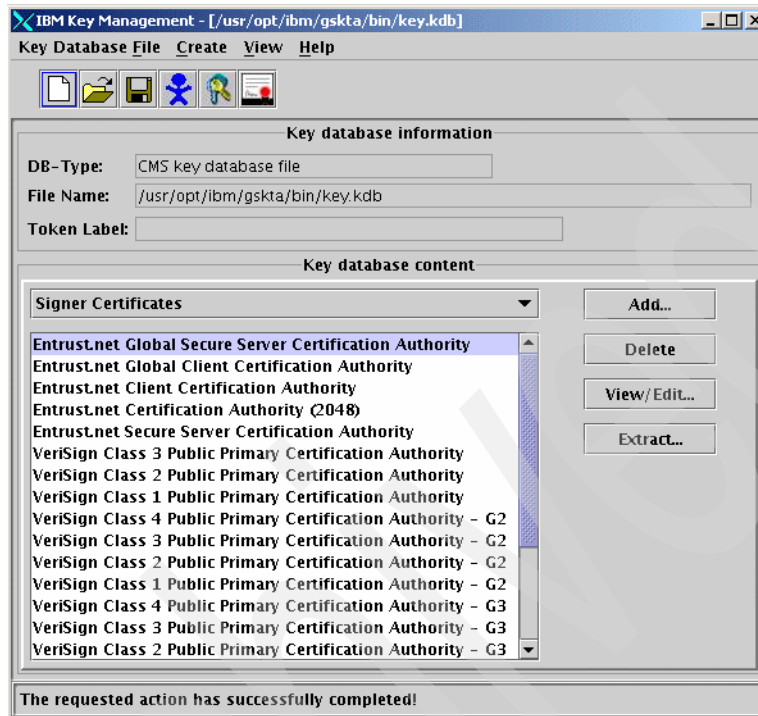 IBM Key Management - [/usr/opt/ibm/gskta/bin/key.kdb]
Key Database File Create View Help
Key database information
DB-Type: CMS key database file
File Name: /usr/opt/ibm/gskta/bin/key.kdb
Token Label:
Key database content
Signer Certificates
Add...
Entrust.net Global Secure Server Certification Authority
Delete
Entrust.net Global Client Certification Authority
Entrust.net Client Certification Authority
View/Edit...
Entrust.net Certification Authority (2048)
Entrust.net Secure Server Certification Authority
Extract...
VeriSign Class 3 Public Primary Certification Authority
VeriSign Class 2 Public Primary Certification Authority
VeriSign Class 1 Public Primary Certification Authority
VeriSign Class 4 Public Primary Certification Authority - G2
VeriSign Class 3 Public Primary Certification Authority - G2
VeriSign Class 2 Public Primary Certification Authority - G2
VeriSign Class 1 Public Primary Certification Authority - G2
VeriSign Class 4 Public Primary Certification Authority - G3
VeriSign Class 3 Public Primary Certification Authority - G3
VeriSign Class 2 Public Primary Certification Authority - G3
The requested action has successfully completed!